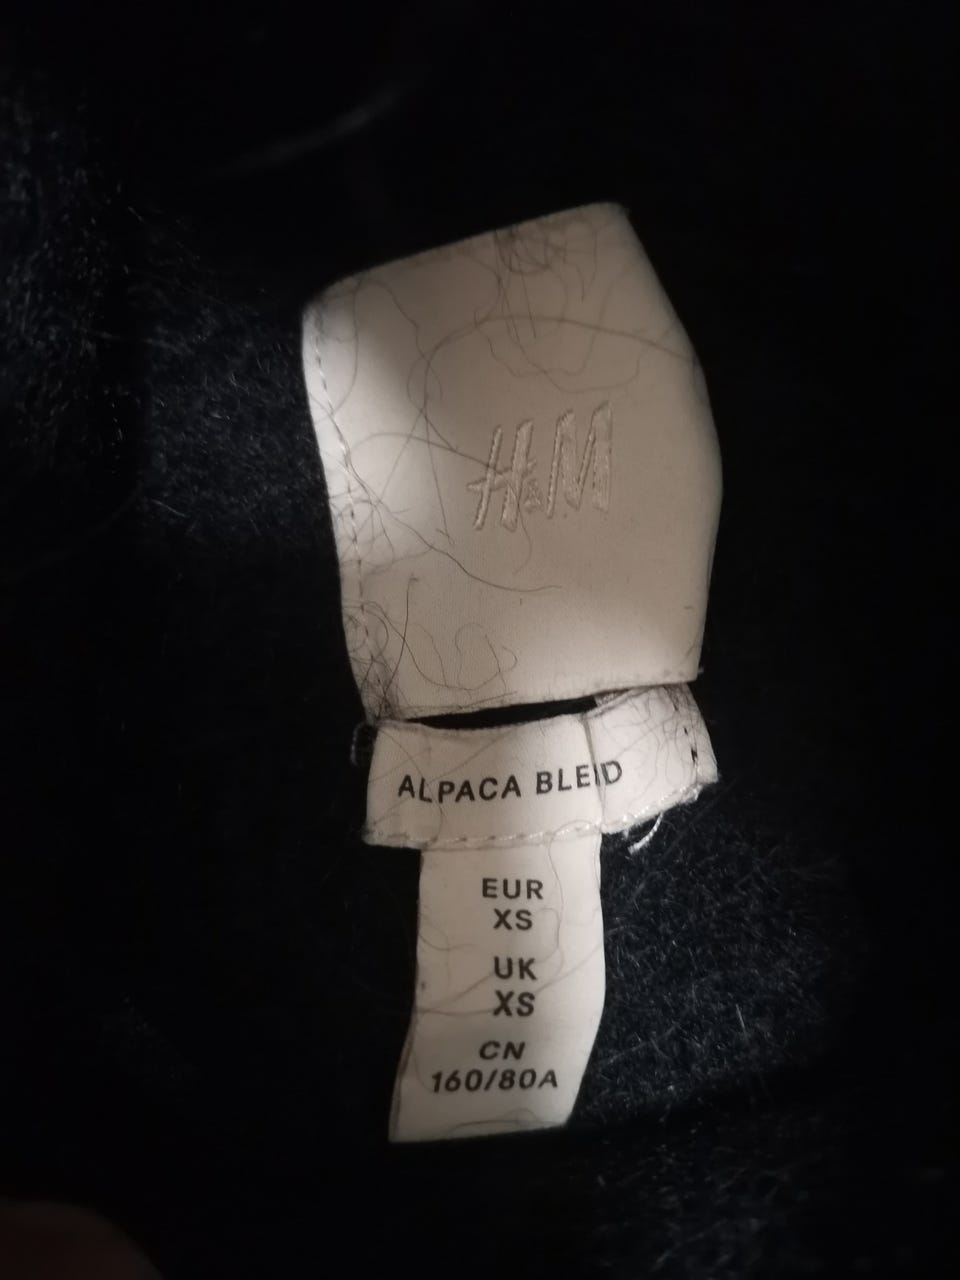 H&M
ALPACA BLEND
EUR
XS
UK
XS
CN
160/80A